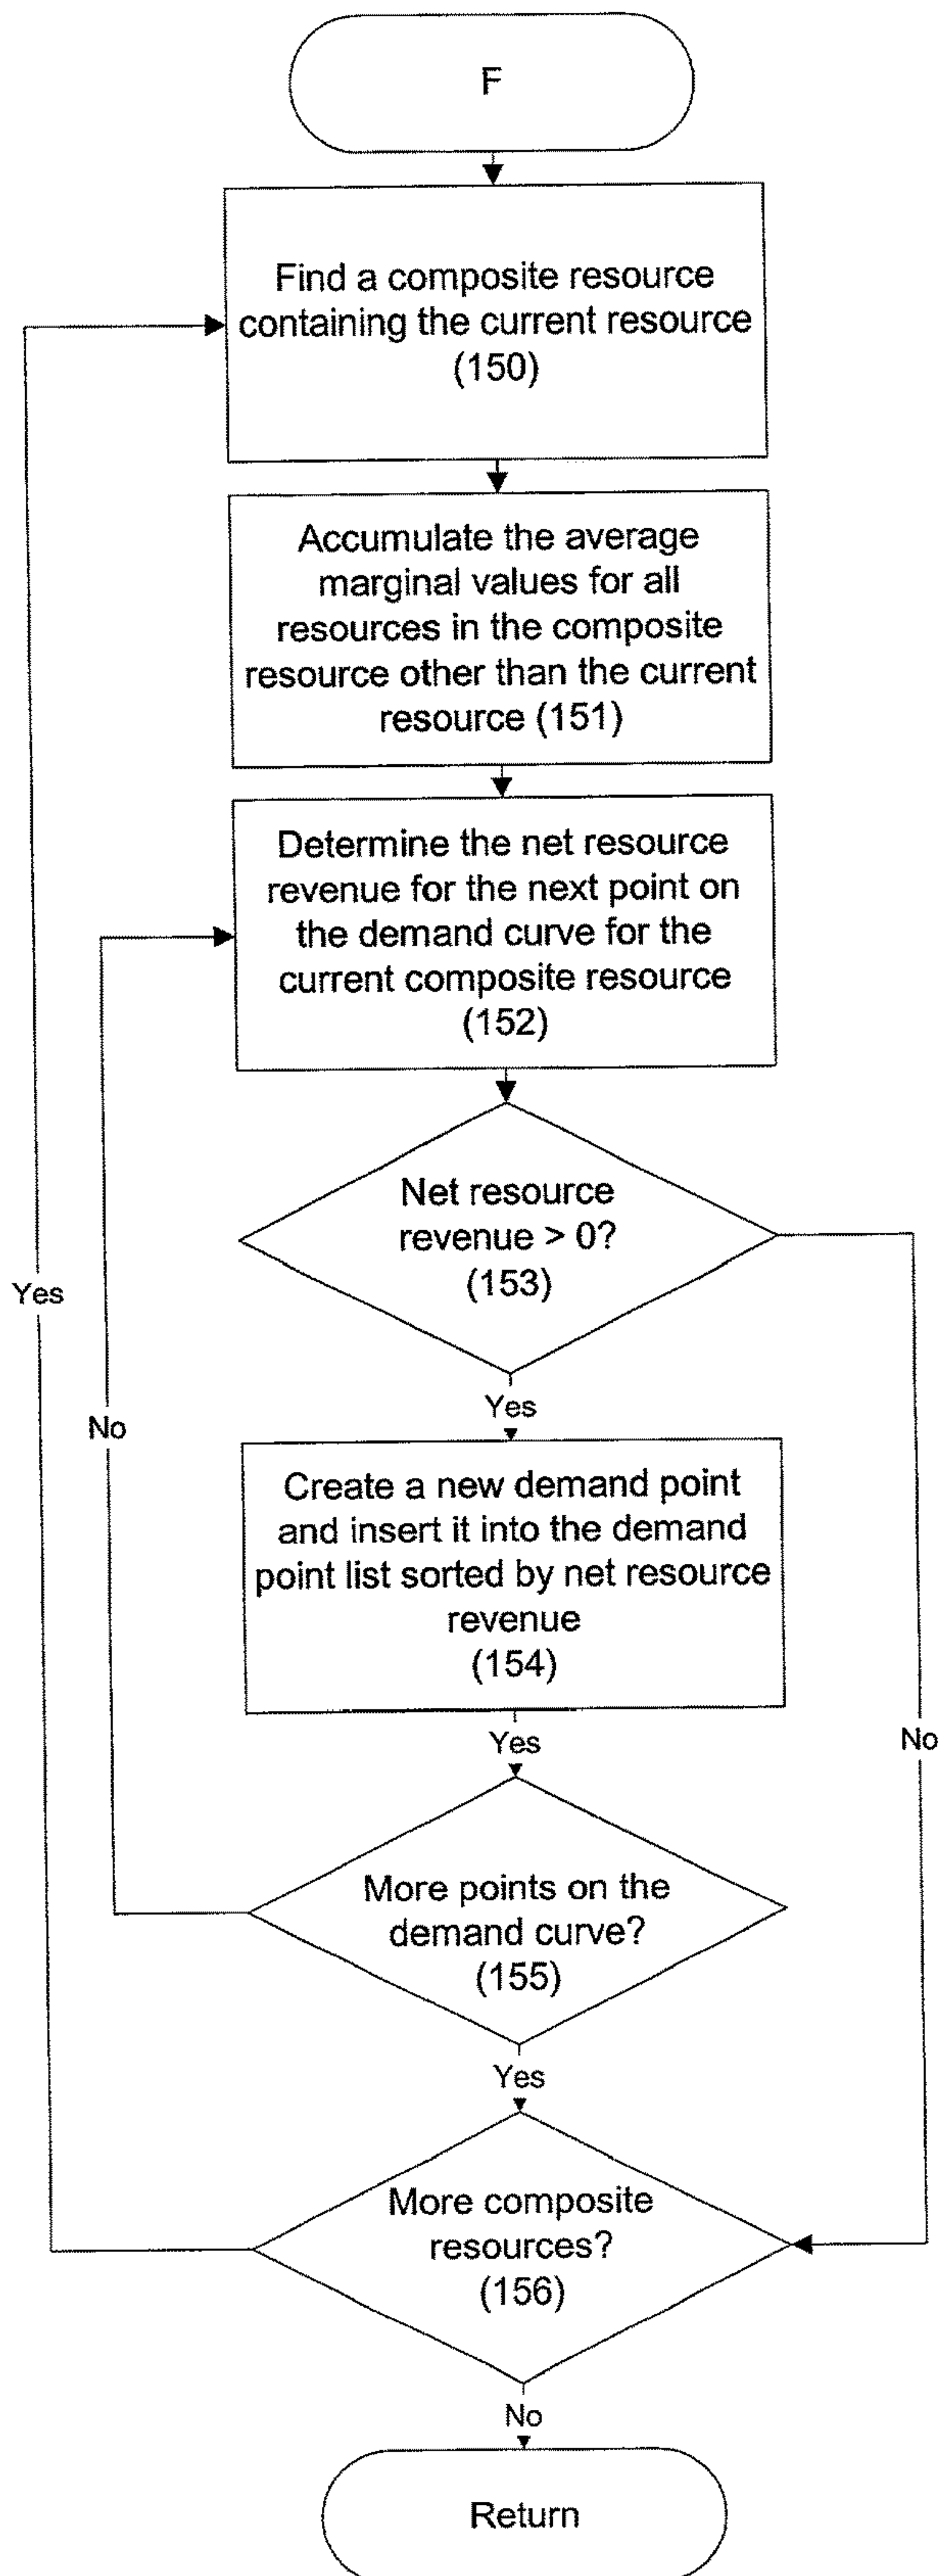 F
Find a composite resource
containing the current resource
(150)
Accumulate the average
marginal values for all
resources in the composite
resource other than the current
resource (151)
Determine the net resource
revenue for the next point on
the demand curve for the
current composite resource
(152)
Net resource
revenue > 0?
(153)
Yes
Yes
No
Create a new demand point
and insert it into the demand
point list sorted by net resource
revenue
(154)
Yes
No
More points on the
demand curve?
(155)
Yes
More composite
resources?
(156)
No
Return